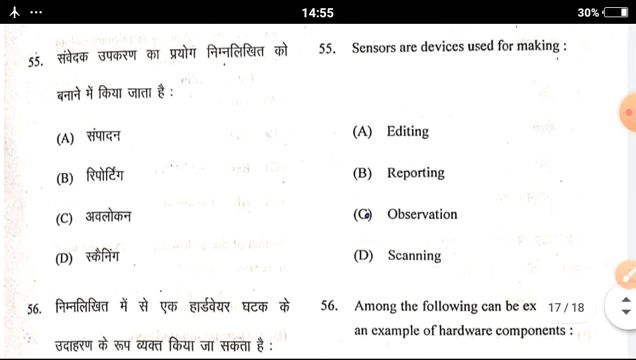 14:55
30%
55. संवेदक उपकरण का प्रयोग निम्नलिखित को
बनाने में किया जाता है :
(A) संपादन
(B) रिपोर्टिंग
(C) अवलोकन
(D) स्कैनिंग
56. निम्नलिखित में से एक हार्डवेयर घटक के
उदाहरण के रूप व्यक्त किया जा सकता है :
55. Sensors are devices used for making :
(A) Editing
(B) Reporting
(C) Observation
(D) Scanning
56. Among the following can be ex
an example of hardware components :
17 / 18